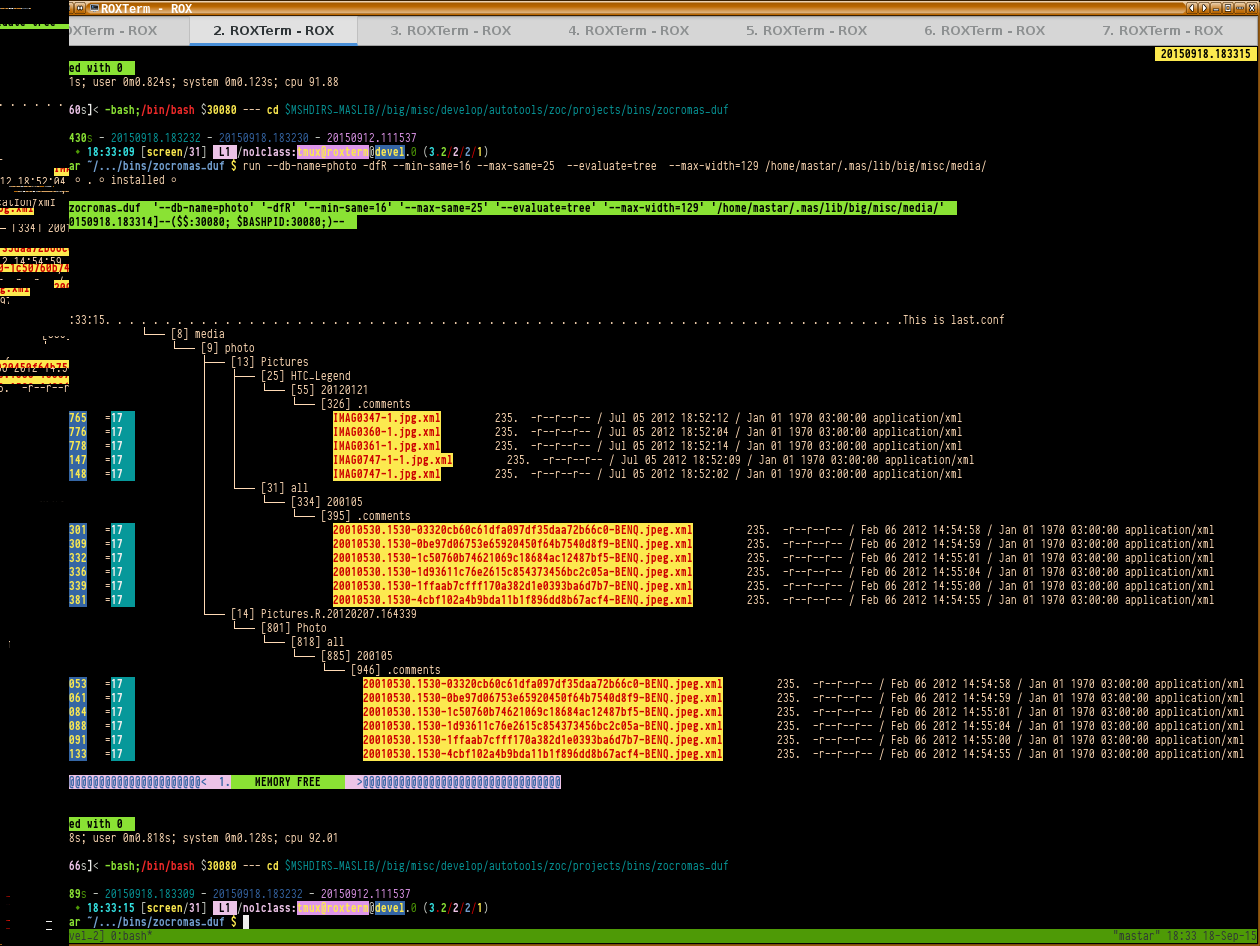 ROXTerm - ROX
XTerm - ROX 2. ROXTerm - ROX 3. ROXTerm - ROX 4. ROXTerm - ROX 5. ROXTerm - ROX 6. ROXTerm - ROX 7. ROXTerm - ROX
20150918.183315
ed with 0
1s; user 0m0.824s; system 0m0.123s; cpu 91.88
60s]< -bash;/bin/bash $30080 --- cd $MSHDIRS_MASLIB//big/misc/develop/autotools/zoc/projects/bins/zocromas_duf
430s - 20150918.183232 - 20150918.183230 - 20150912.111537
* 18:33:09 [screen/31] L1 /nolclass:tmux@roxterm@devel.0 (3.2/2/2/1)
ar ~/.../bins/zocromas_duf $ run --db-name=photo -dfR --min-same=16 --max-same=25 --evaluate=tree --max-width=129 /home/mastar/.mas/lib/big/misc/media/
° . ° installed °
zocromas_duf '--db-name=photo' '-dfR' '--min-same=16' '--max-same=25' '--evaluate=tree' '--max-width=129' '/home/mastar/.mas/lib/big/misc/media/'
0150918.183314]--($$:30080; $BASHPID:30080;)--
:33:15. . . . . . . . . . . . . . . . . . . . . . . . . . . . . . . . . . . . . . . . . . . . . . . . . . . . . . . . . . . . . . . . . . .This is last.conf
└── [8] media
└── [9] photo
├── [13] Pictures
├── [25] HTC_Legend
└── [55] 20120121
└── [326] .comments
765 =17 IMAG0347-1.jpg.xml 235. -r--r--r-- / Jul 05 2012 18:52:12 / Jan 01 1970 03:00:00 application/xml
776 =17 IMAG0360-1.jpg.xml 235. -r--r--r-- / Jul 05 2012 18:52:04 / Jan 01 1970 03:00:00 application/xml
778 =17 IMAG0361-1.jpg.xml 235. -r--r--r-- / Jul 05 2012 18:52:14 / Jan 01 1970 03:00:00 application/xml
147 =17 IMAG0747-1-1.jpg.xml 235. -r--r--r-- / Jul 05 2012 18:52:09 / Jan 01 1970 03:00:00 application/xml
148 =17 IMAG0747-1.jpg.xml 235. -r--r--r-- / Jul 05 2012 18:52:02 / Jan 01 1970 03:00:00 application/xml
└── [31] all
└── [334] 200105
└── [395] .comments
301 =17 20010530.1530-03320cb60c61dfa097df35daa72b66c0-BENQ.jpeg.xml 235. -r--r--r-- / Feb 06 2012 14:54:58 / Jan 01 1970 03:00:00 application/xml
309 =17 20010530.1530-0be97d06753e65920450f64b7540d8f9-BENQ.jpeg.xml 235. -r--r--r-- / Feb 06 2012 14:54:59 / Jan 01 1970 03:00:00 application/xml
332 =17 20010530.1530-1c50760b74621069c18684ac12487bf5-BENQ.jpeg.xml 235. -r--r--r-- / Feb 06 2012 14:55:01 / Jan 01 1970 03:00:00 application/xml
336 =17 20010530.1530-1d93611c76e2615c854373456bc2c05a-BENQ.jpeg.xml 235. -r--r--r-- / Feb 06 2012 14:55:04 / Jan 01 1970 03:00:00 application/xml
339 =17 20010530.1530-1ffaab7cfff170a382d1e0393ba6d7b7-BENQ.jpeg.xml 235. -r--r--r-- / Feb 06 2012 14:55:00 / Jan 01 1970 03:00:00 application/xml
381 =17 20010530.1530-4cbf102a4b9bda11b1f896dd8b67acf4-BENQ.jpeg.xml 235. -r--r--r-- / Feb 06 2012 14:54:55 / Jan 01 1970 03:00:00 application/xml
└── [14] Pictures.R.20120207.164339
└── [801] Photo
└── [818] all
└── [885] 200105
└── [946] .comments
053 =17 20010530.1530-03320cb60c61dfa097df35daa72b66c0-BENQ.jpeg.xml 235. -r--r--r-- / Feb 06 2012 14:54:58 / Jan 01 1970 03:00:00 application/xml
061 =17 20010530.1530-0be97d06753e65920450f64b7540d8f9-BENQ.jpeg.xml 235. -r--r--r-- / Feb 06 2012 14:54:59 / Jan 01 1970 03:00:00 application/xml
084 =17 20010530.1530-1c50760b74621069c18684ac12487bf5-BENQ.jpeg.xml 235. -r--r--r-- / Feb 06 2012 14:55:01 / Jan 01 1970 03:00:00 application/xml
088 =17 20010530.1530-1d93611c76e2615c854373456bc2c05a-BENQ.jpeg.xml 235. -r--r--r-- / Feb 06 2012 14:55:04 / Jan 01 1970 03:00:00 application/xml
091 =17 20010530.1530-1ffaab7cfff170a382d1e0393ba6d7b7-BENQ.jpeg.xml 235. -r--r--r-- / Feb 06 2012 14:55:00 / Jan 01 1970 03:00:00 application/xml
133 =17 20010530.1530-4cbf102a4b9bda11b1f896dd8b67acf4-BENQ.jpeg.xml 235. -r--r--r-- / Feb 06 2012 14:54:55 / Jan 01 1970 03:00:00 application/xml
@@@@@@@@@@@@@@@@@@@@@@< 1. MEMORY FREE >@@@@@@@@@@@@@@@@@@@@@@@@@@@@@@@@@
ed with 0
8s; user 0m0.818s; system 0m0.128s; cpu 92.01
66s]< -bash;/bin/bash $30080 --- cd $MSHDIRS_MASLIB//big/misc/develop/autotools/zoc/projects/bins/zocromas_duf
89s - 20150918.183309 - 20150918.183232 - 20150912.111537
* 18:33:15 [screen/31] L1 /nolclass:tmux@roxterm@devel.0 (3.2/2/2/1)
ar ~/.../bins/zocromas_duf $
vel_2] 0:bash* "mastar" 18:33 18-Sep-15